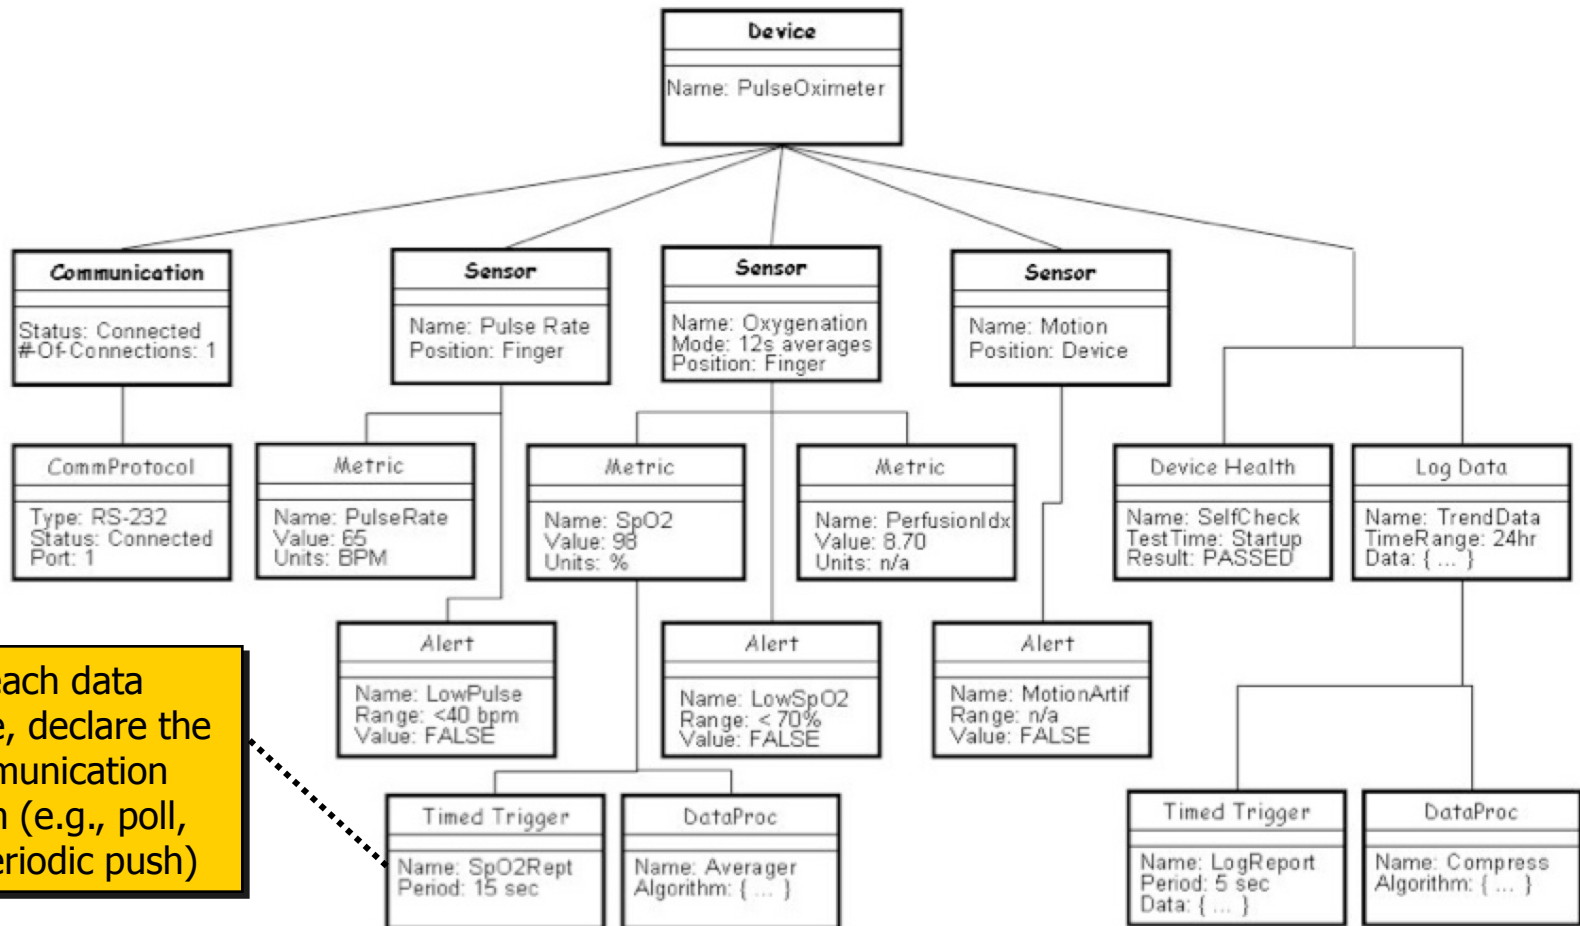 Device
Name: PulseOximeter
Communication
Status: Connected
#-Of-Connections: 1
Sensor
Name: Pulse Rate
Position: Finger
Sensor
Name: Oxygenation
Mode: 12s averages
Position: Finger
Sensor
Name: Motion
Position: Device
CommProtocol
Type: RS-232
Status: Connected
Port: 1
Metric
Name: PulseRate
Value: 65
Units: BPM
Metric
Name: SpO2
Value: 98
Units: %
Metric
Name: PerfusionIdx
Value: 8.70
Units: n/a
Device Health
Name: SelfCheck
TestTime: Startup
Result: PASSED
Log Data
Name: TrendData
TimeRange: 24hr
Data: { ... }
Alert
Name: LowPulse
Range: <40 bpm
Value: FALSE
Alert
Name: LowSpO2
Range: < 70%
Value: FALSE
Alert
Name: MotionArtif
Range: n/a
Value: FALSE
each data
, declare the
munication
(e.g., poll,
eriodic push)
Timed Trigger
Name: SpO2Rept
Period: 15 sec
DataProc
Name: Averager
Algorithm: { ... }
Timed Trigger
Name: LogReport
Period: 5 sec
Data: { ... }
DataProc
Name: Compress
Algorithm: { ... }